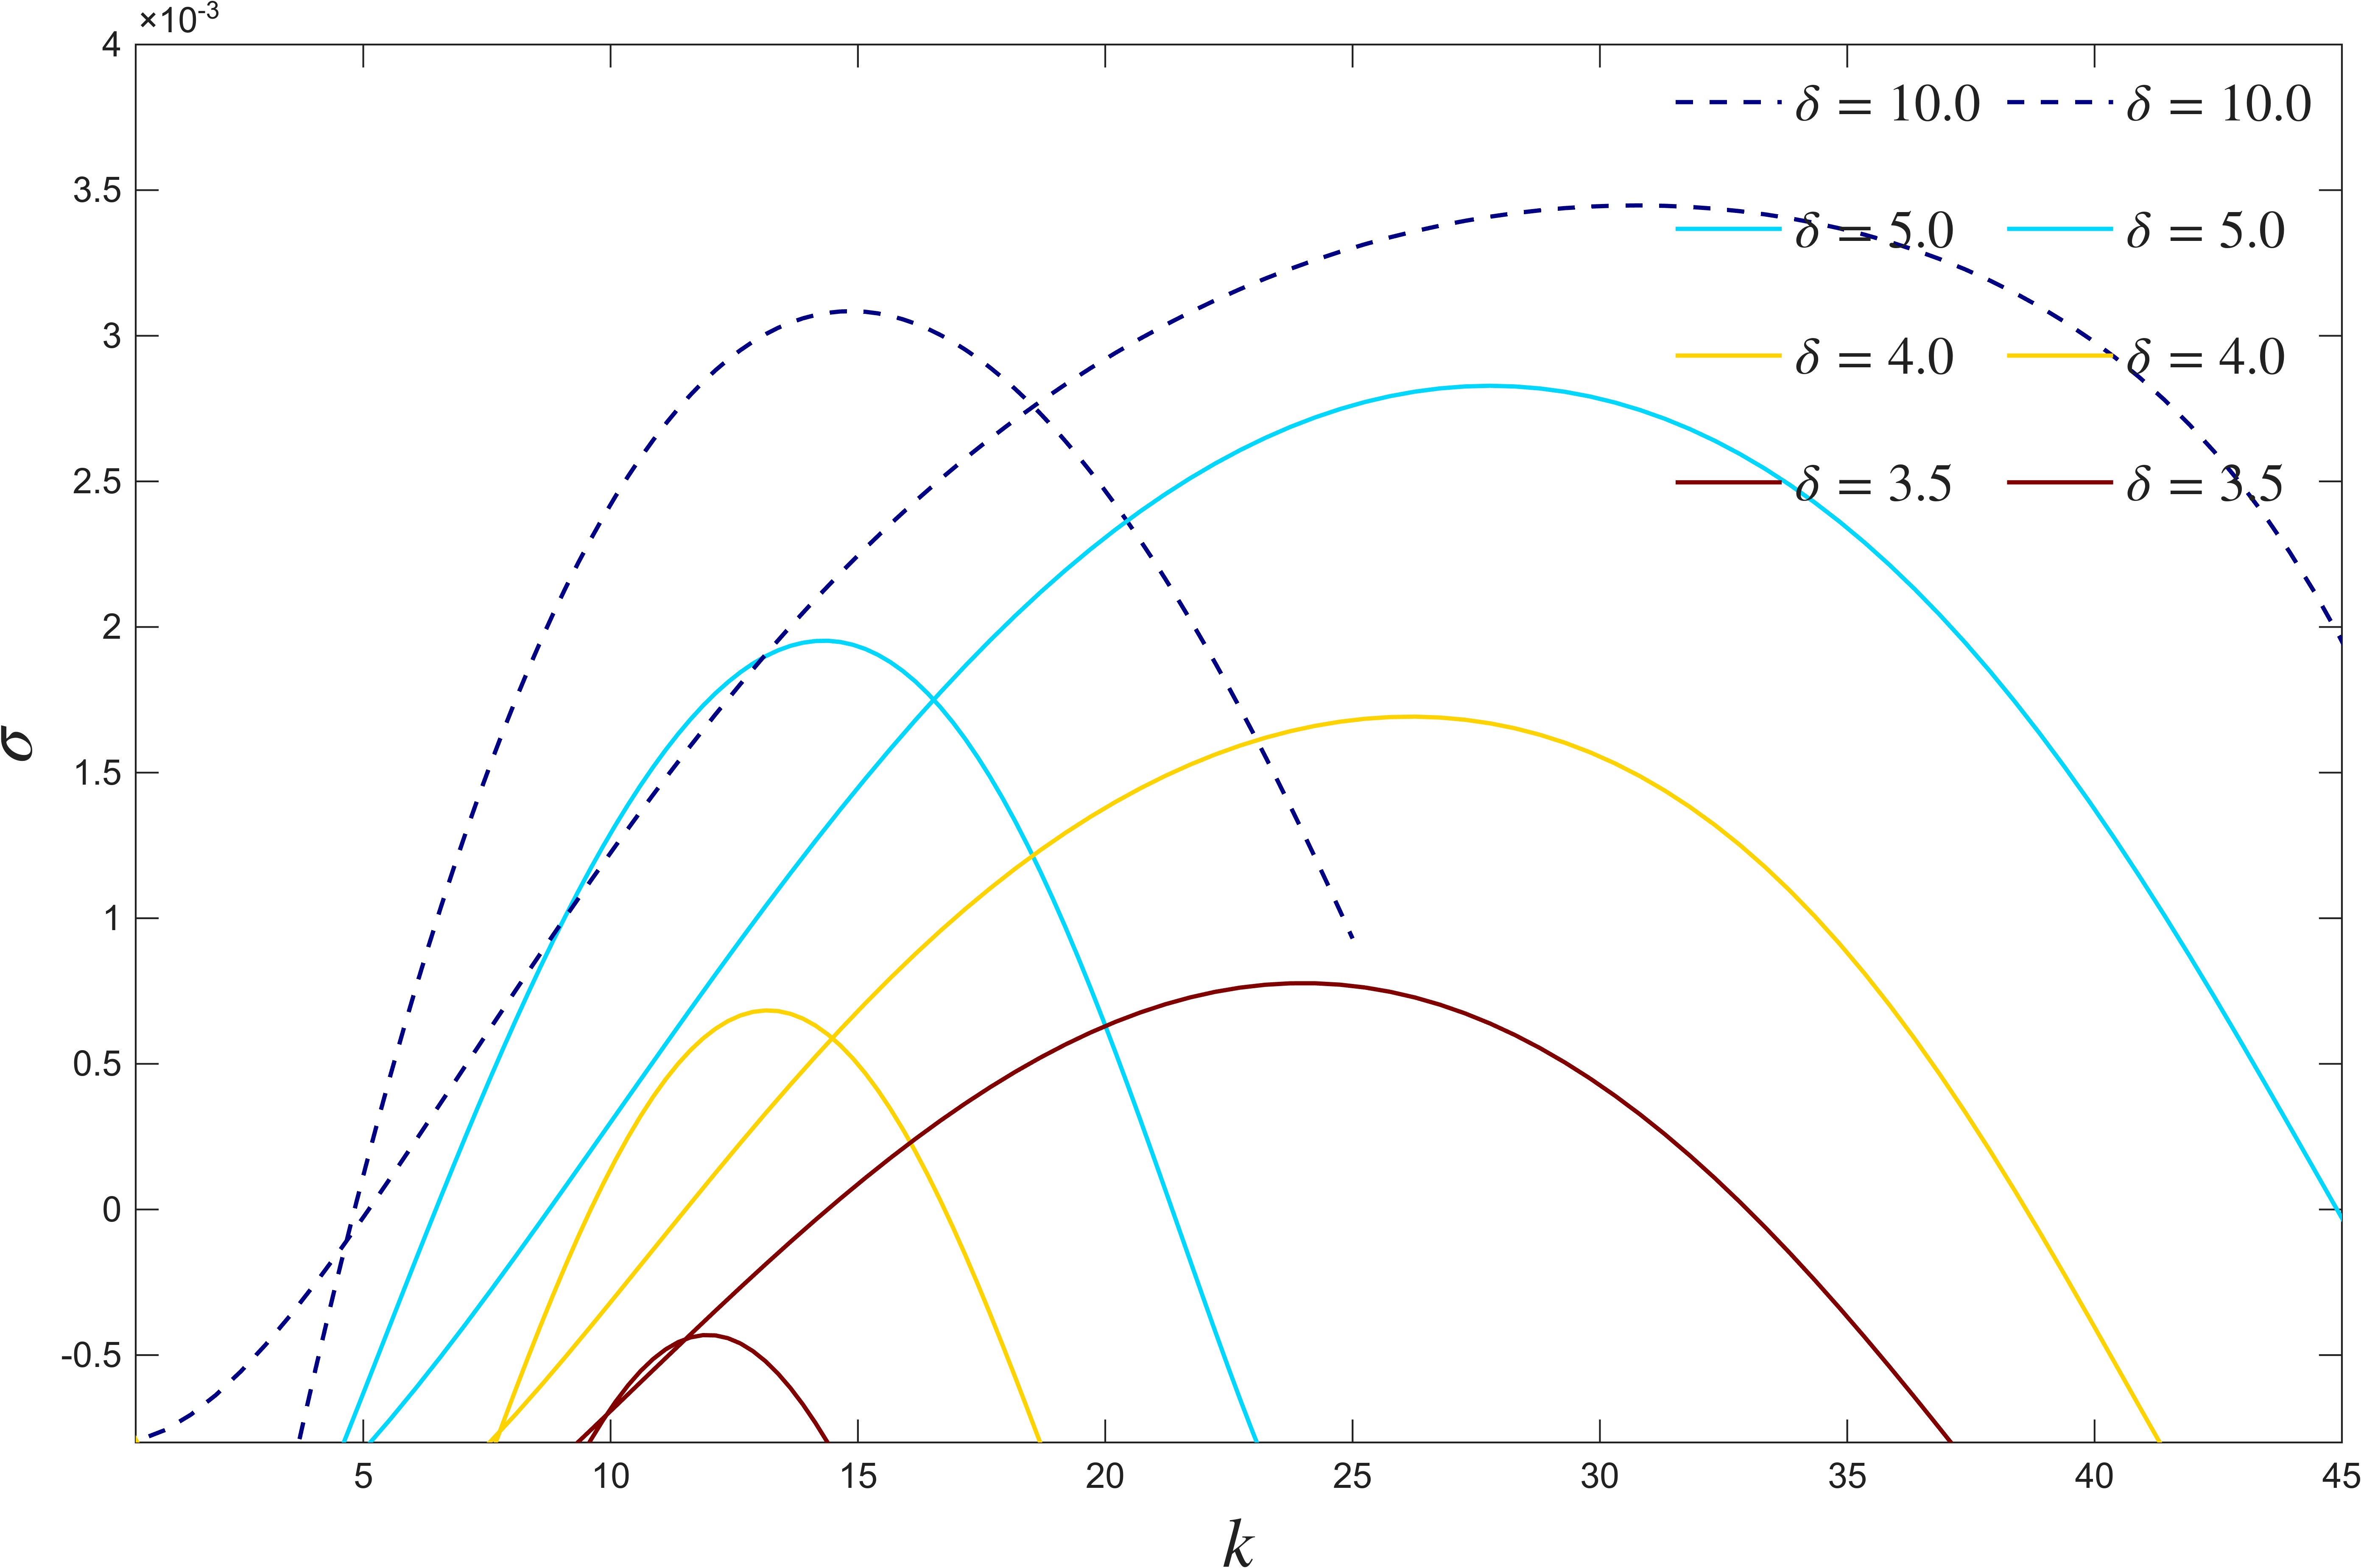 ×10-3
4
3.5
3
2.5
2
1.5
1
0.5
0
-0.5
σ
δ = 10.0 δ = 10.0
δ = 5.0 δ = 5.0
δ = 4.0 δ = 4.0
δ = 3.5 δ = 3.5
5 10 15 20 25 30 35 40 45
k